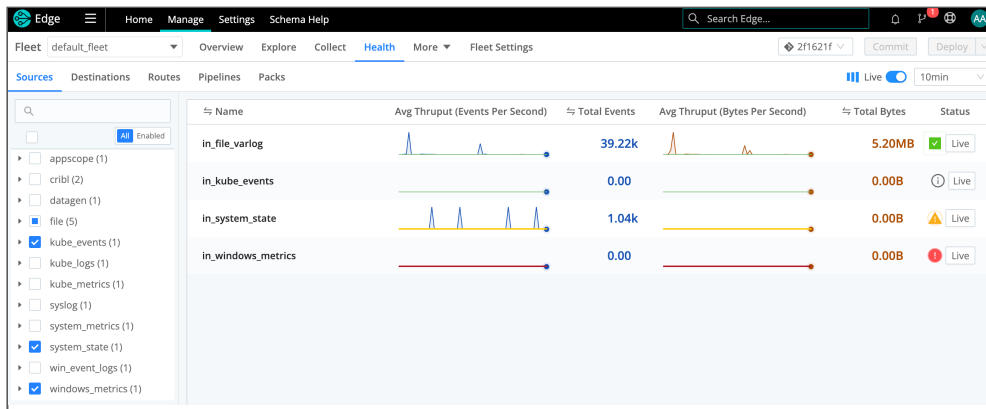 Edge Home Manage Settings Schema Help Search Edge... 1 AA
Fleet default_fleet Overview Explore Collect Health More Fleet Settings 2f1621f Commit Deploy
Sources Destinations Routes Pipelines Packs Live 10min
Name Avg Thruput (Events Per Second) Total Events Avg Thruput (Bytes Per Second) Total Bytes Status
All Enabled
appscope (1)
cribl (2)
datagen (1)
file (5)
kube_events (1)
kube_logs (1)
kube_metrics (1)
syslog (1)
system_metrics (1)
system_state (1)
win_event_logs (1)
windows_metrics (1)
in_file_varlog 39.22k 5.20MB Live
in_kube_events 0.00 0.00B Live
in_system_state 1.04k 0.00B Live
in_windows_metrics 0.00 0.00B Live